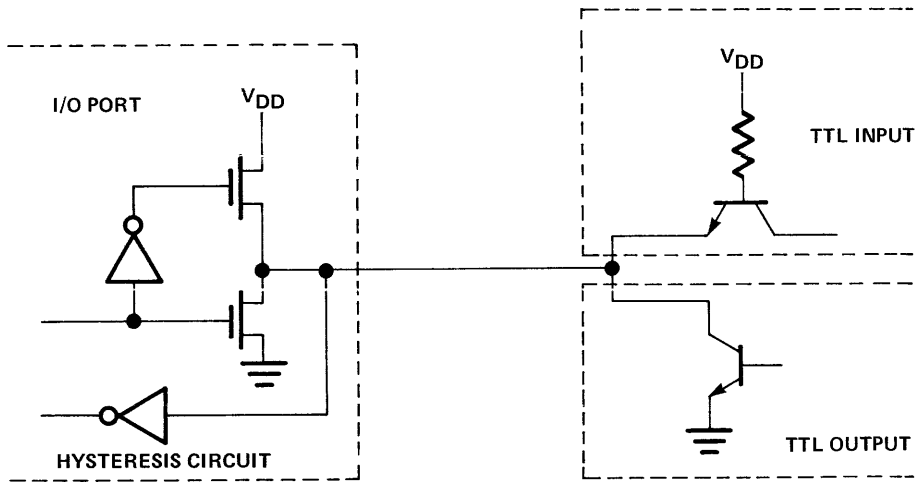 I/O PORT
VDD
HYSTERESIS CIRCUIT
VDD
TTL INPUT
TTL OUTPUT